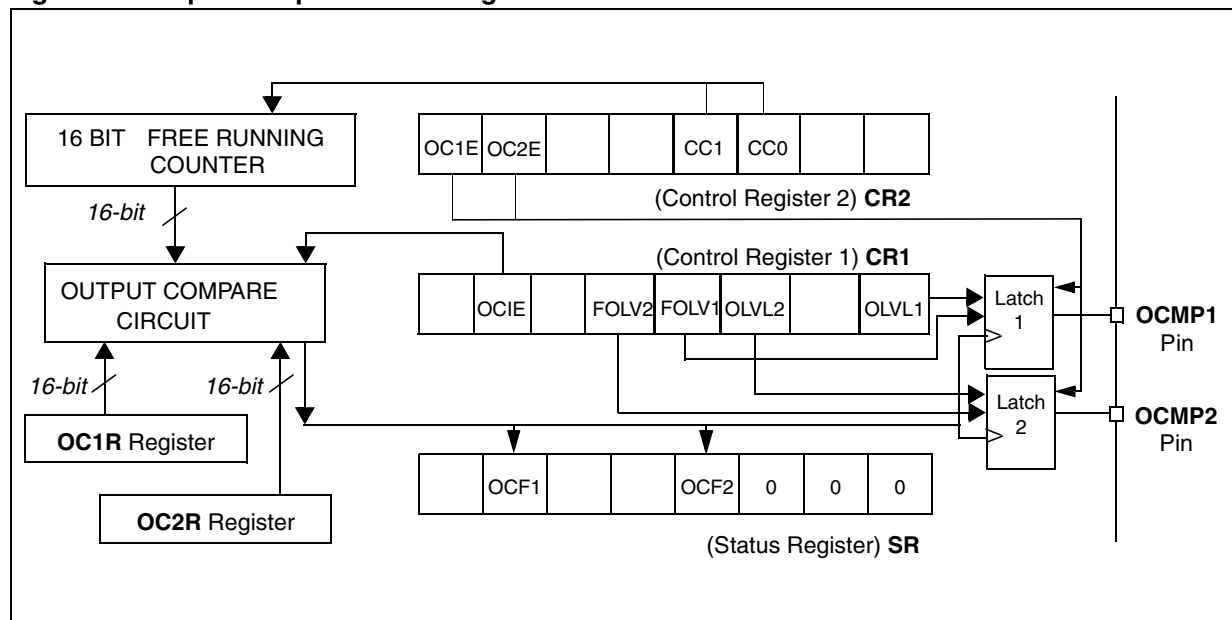 16 BIT FREE RUNNING
COUNTER
OC1E OC2E CC1 CC0
(Control Register 2) CR2
16-bit
(Control Register 1) CR1
OUTPUT COMPARE
CIRCUIT
OCIE FOLV2 FOLV1 OLVL2 OLVL1
Latch
1
OCMP1
Pin
16-bit
16-bit
Latch
2
OCMP2
Pin
OC1R Register
OCF1 OCF2 0 0 0
OC2R Register
(Status Register) SR